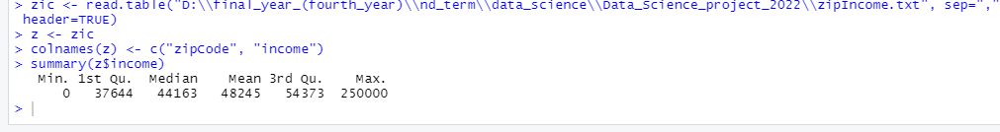 > zic <- read.table("D:\\final_year_(fourth_year)\\nd_term\\data_science\\Data_Science_project_2022\\zipIncome.txt", sep=","
header=TRUE)
> z <- zic
> colnames(z) <- c("zipCode", "income")
> summary(z$income)
Min. 1st Qu. Median Mean 3rd Qu. Max.
0 37644 44163 48245 54373 250000
>